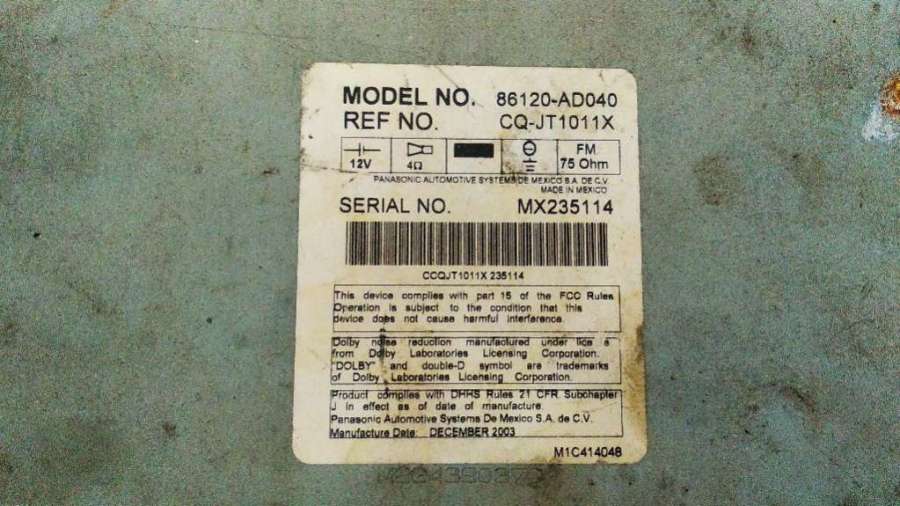 MODEL NO. 86120-AD040
REF NO. CQ-JT1011X
12V 4Ω FM 75 Ohm
PANASONIC AUTOMOTIVE SYSTEMS DE MEXICO S.A. DE C.V.
MADE IN MEXICO
SERIAL NO. MX235114
CCQJT1011X 235114
This device complies with part 15 of the FCC Rules
Operation is subject to the condition that this
device does not cause harmful interference.
Dolby noise reduction manufactured under lice s
from Dolby Laboratories Licensing Corporation.
"DOLBY" and double-D symbol are trademarks
of Dolby Laboratories Licensing Corporation.
Product complies with DHHS Rules 21 CFR Subchapter
J in effect as of date of manufacture.
Panasonic Automotive Systems De Mexico S.A. de C.V.
Manufacture Date: DECEMBER 2003
M1C414048